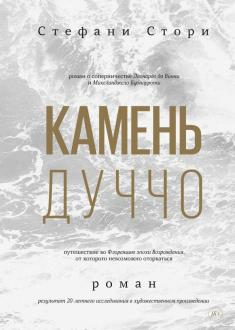 Стефани Стори
роман о соперничестве Леонардо да Винчи
и Микеланджело Буонарроти
КАМЕНЬ
ДУЧЧО
путешествие во Флоренцию эпохи Возрождения,
от которого невозможно оторваться
роман
результат 20-летнего исследования в художественном произведении